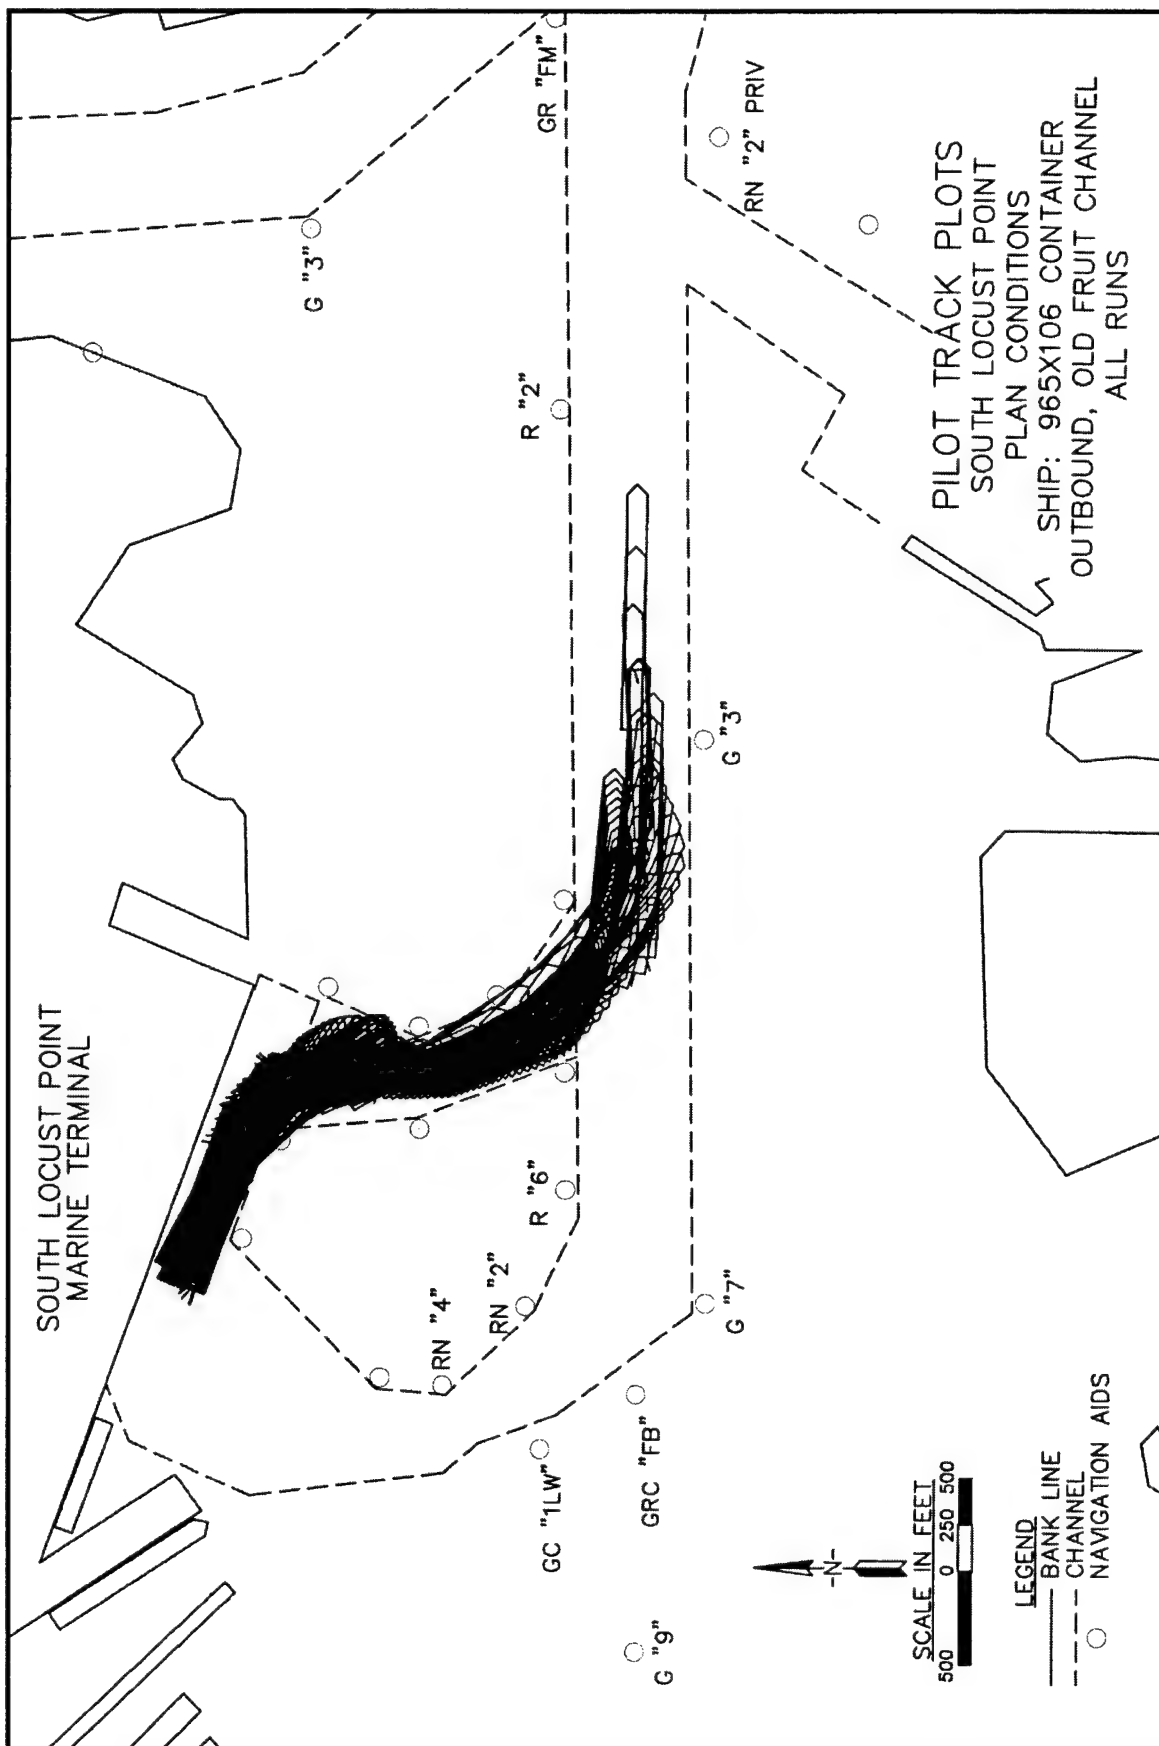 SOUTH LOCUST POINT
MARINE TERMINAL
G "3"
GR "FM"
R "2"
RN "2" PRIV
G "3"
R "6"
RN "4"
RN "2"
G "7"
GC "1LW"
GRC "FB"
G "9"
-N-
SCALE IN FEET
500 0 250 500
LEGEND
BANK LINE
CHANNEL
NAVIGATION AIDS
PILOT TRACK PLOTS
SOUTH LOCUST POINT
PLAN CONDITIONS
SHIP: 965X106 CONTAINER
OUTBOUND, OLD FRUIT CHANNEL
ALL RUNS